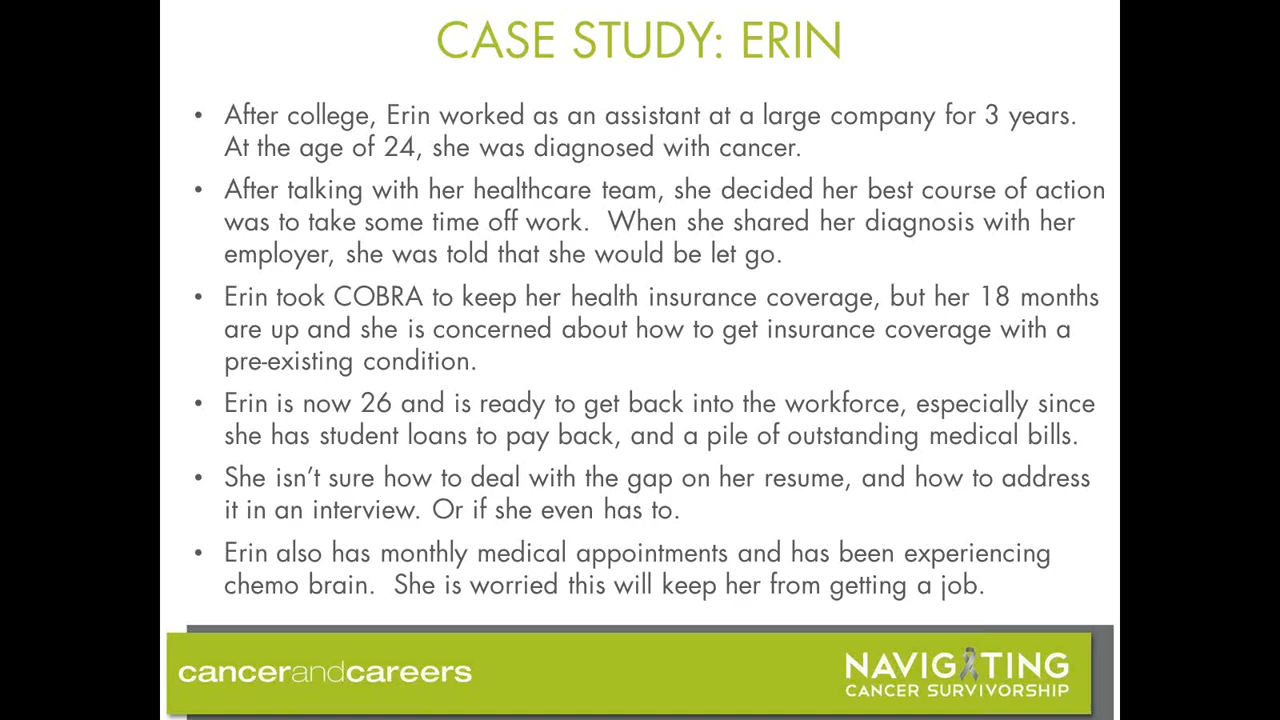 CASE STUDY: ERIN
• After college, Erin worked as an assistant at a large company for 3 years.
At the age of 24, she was diagnosed with cancer.
• After talking with her healthcare team, she decided her best course of action
was to take some time off work.  When she shared her diagnosis with her
employer, she was told that she would be let go.
• Erin took COBRA to keep her health insurance coverage, but her 18 months
are up and she is concerned about how to get insurance coverage with a
pre-existing condition.
• Erin is now 26 and is ready to get back into the workforce, especially since
she has student loans to pay back, and a pile of outstanding medical bills.
• She isn’t sure how to deal with the gap on her resume, and how to address
it in an interview. Or if she even has to.
• Erin also has monthly medical appointments and has been experiencing
chemo brain.  She is worried this will keep her from getting a job.
cancerandcareers
NAVIGATING
CANCER SURVIVORSHIP